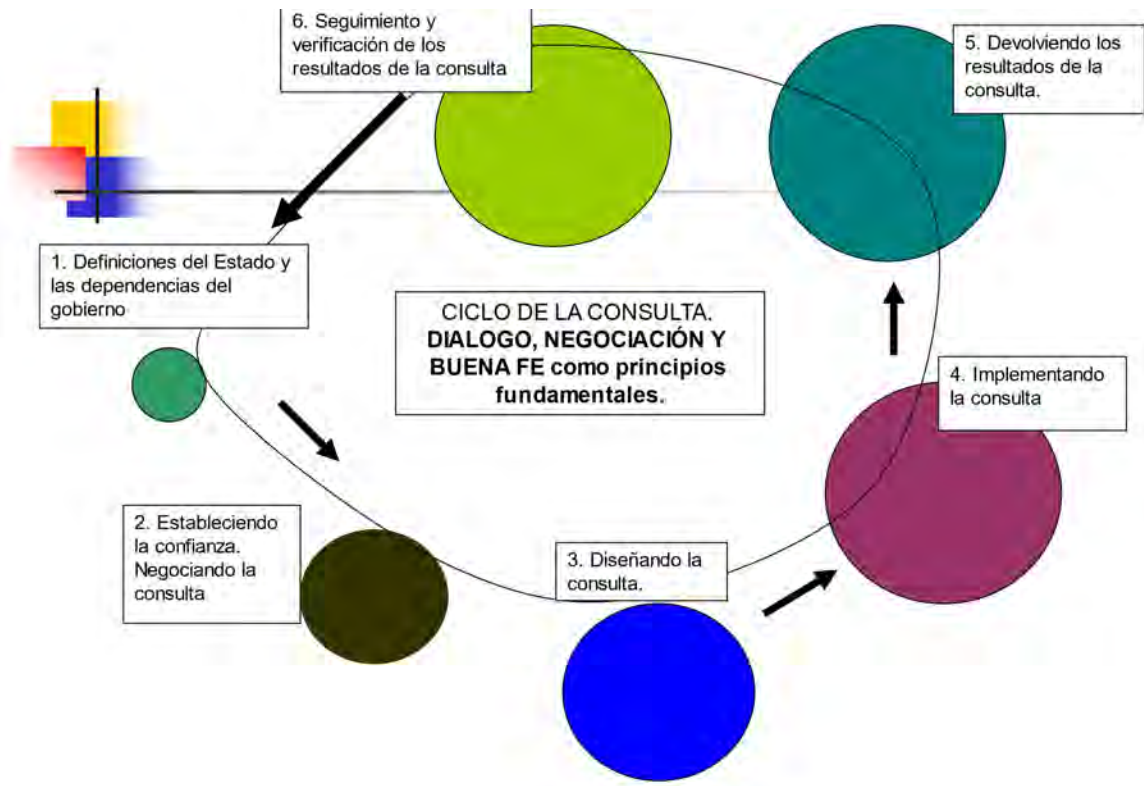 6. Seguimiento y
verificación de los
resultados de la consulta
5. Devolviendo los
resultados de la
consulta.
1. Definiciones del Estado y
las dependencias del
gobierno
CICLO DE LA CONSULTA.
DIALOGO, NEGOCIACIÓN Y
BUENA FE como principios
fundamentales.
4. Implementando
la consulta
2. Estableciendo
la confianza.
Negociando la
consulta
3. Diseñando la
consulta.